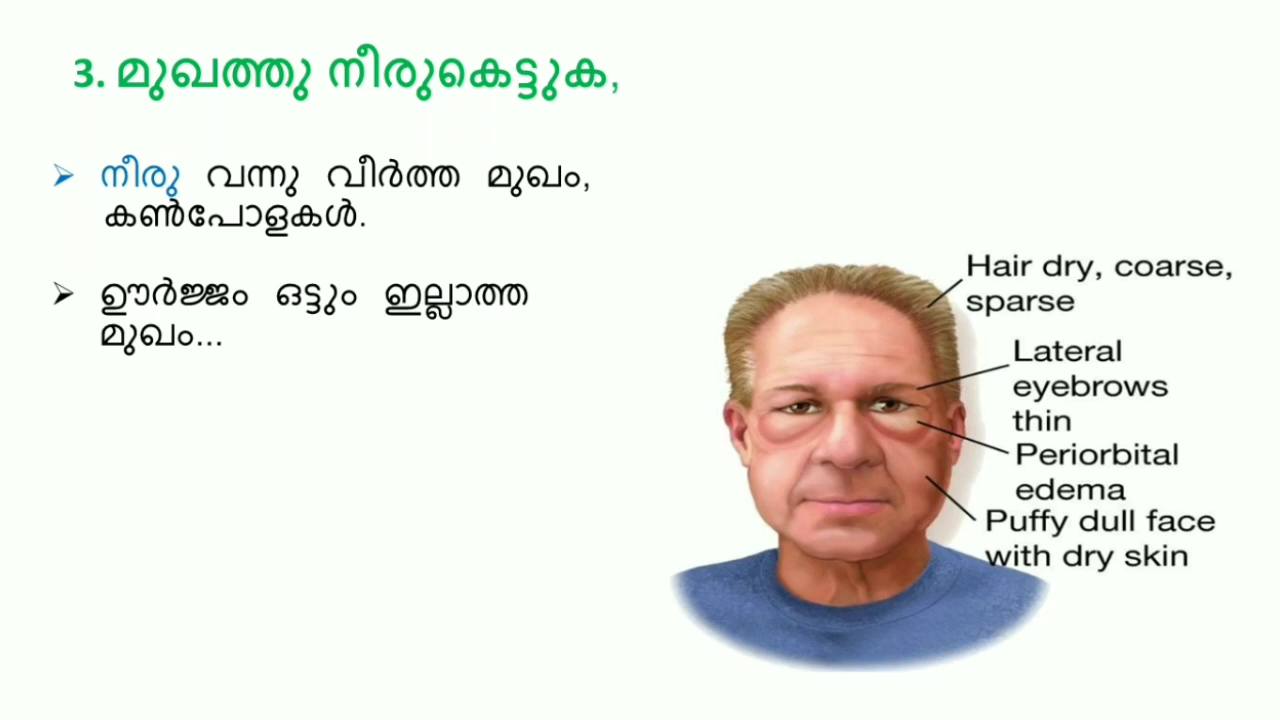 3. മുഖത്തു നീരുകെട്ടുക,
നീരു വന്നു വീർത്ത മുഖം,
കൺപോളകൾ.
ഊർജ്ജം ഒട്ടും ഇല്ലാത്ത
മുഖം...
Hair dry, coarse,
sparse
Lateral
eyebrows
thin
Periorbital
edema
Puffy dull face
with dry skin